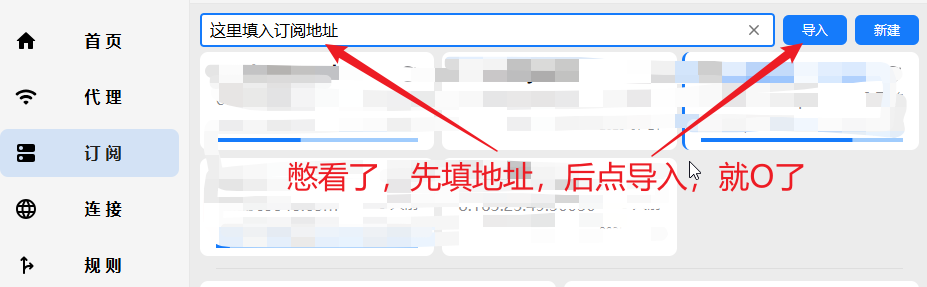 首页
代理
订阅
连接
规则
这里填入订阅地址
导入
新建
憋看了，先填地址，后点导入，就O了